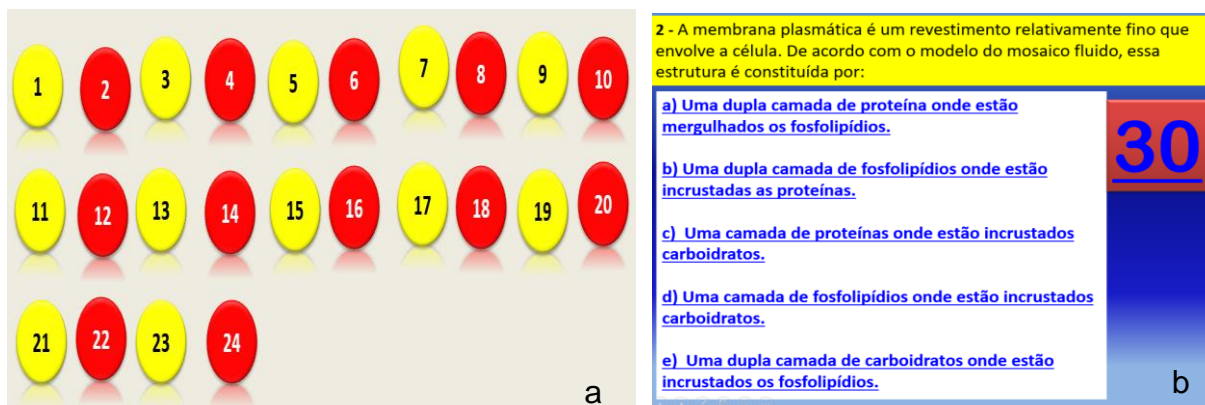 1 2 3 4 5 6 7 8 9 10
11 12 13 14 15 16 17 18 19 20
21 22 23 24
a
2 - A membrana plasmática é um revestimento relativamente fino que
envolve a célula. De acordo com o modelo do mosaico fluido, essa
estrutura é constituída por:
a) Uma dupla camada de proteína onde estão
mergulhados os fosfolipídios.
b) Uma dupla camada de fosfolipídios onde estão
incrustadas as proteínas.
c) Uma camada de proteínas onde estão incrustados
carboidratos.
d) Uma camada de fosfolipídios onde estão incrustados
carboidratos.
e) Uma dupla camada de carboidratos onde estão
incrustados os fosfolipídios.
30
b